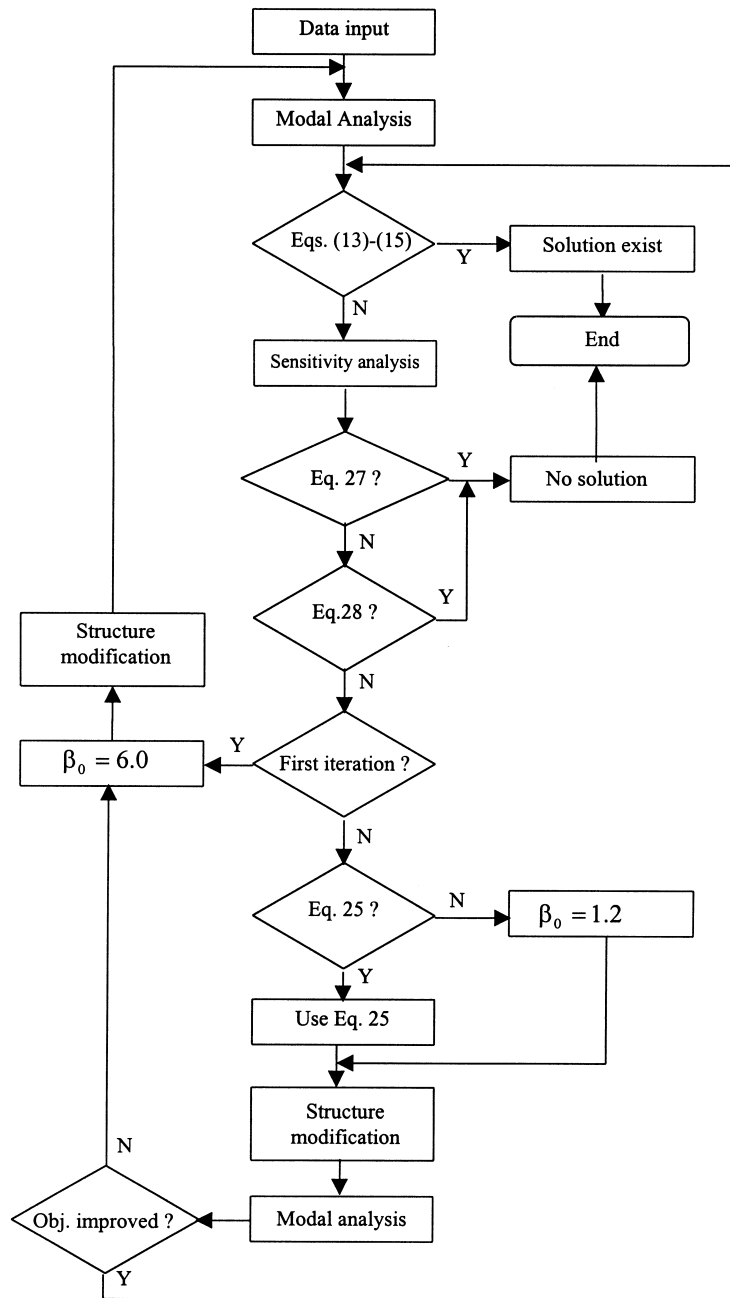 Data input
Modal Analysis
Eqs. (13)-(15)
Y
Solution exist
N
End
Sensitivity analysis
Eq. 27 ?
Y
No solution
N
Eq.28 ?
Y
Structure
modification
N
β₀ = 6.0
Y
First iteration ?
N
Eq. 25 ?
N
β₀ = 1.2
Y
Use Eq. 25
Structure
modification
N
Obj. improved ?
Modal analysis
Y